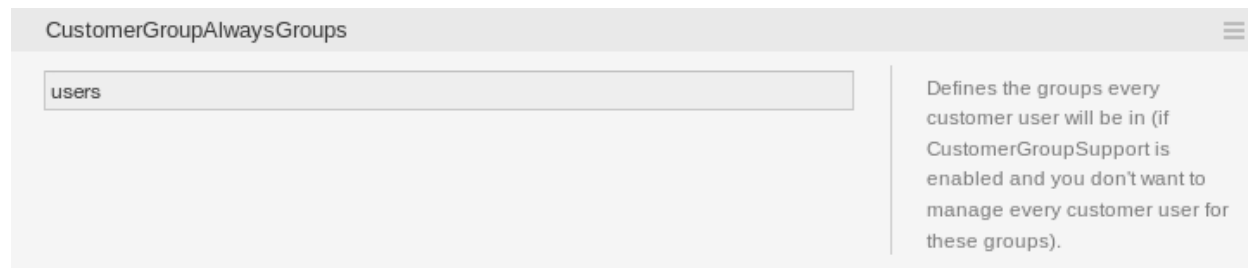 CustomerGroupAlwaysGroups
users
Defines the groups every
customer user will be in (if
CustomerGroupSupport is
enabled and you don't want to
manage every customer user for
these groups).